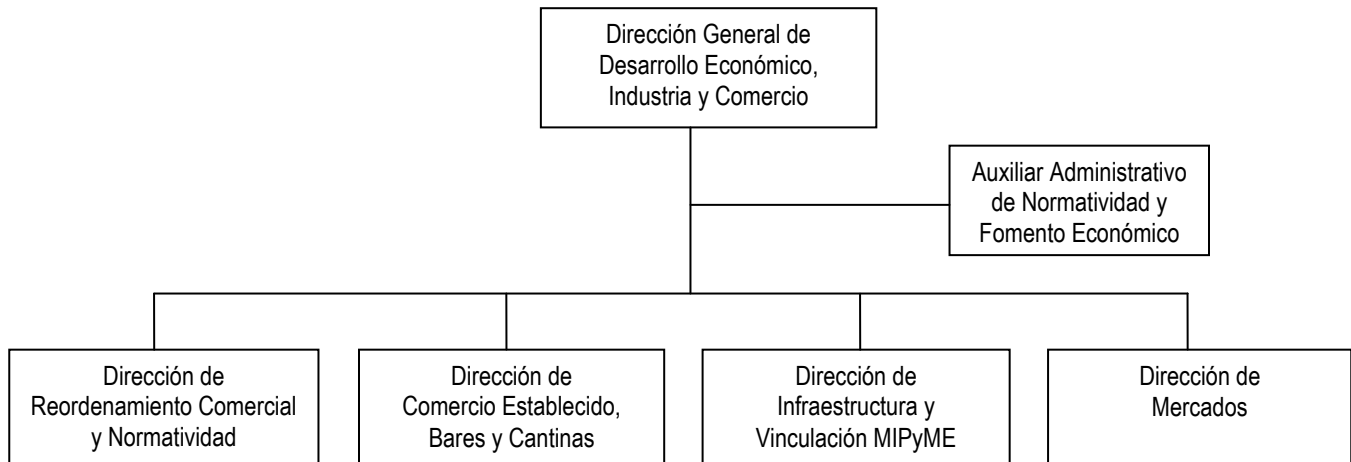 Dirección General de
Desarrollo Económico,
Industria y Comercio
Auxiliar Administrativo
de Normatividad y
Fomento Económico
Dirección de
Reordenamiento Comercial
y Normatividad
Dirección de
Comercio Establecido,
Bares y Cantinas
Dirección de
Infraestructura y
Vinculación MIPyME
Dirección de
Mercados